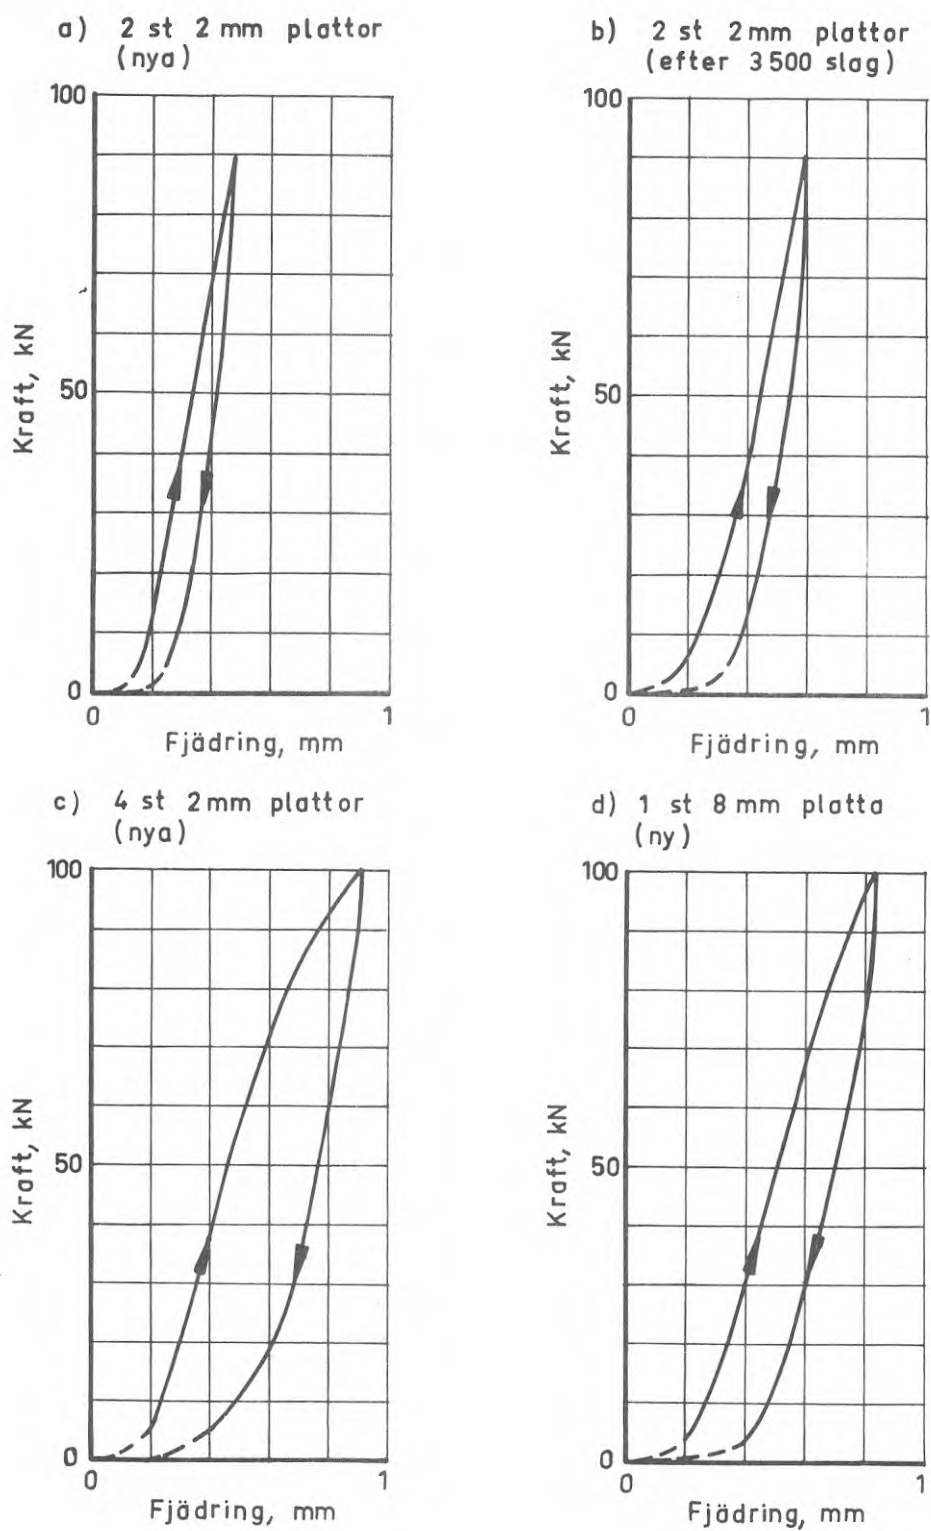 a) 2 st 2 mm plattor
(nya)
100
50
0
0
1
Kraft, kN
Fjädring, mm
b) 2 st 2 mm plattor
(efter 3 500 slag)
100
50
0
0
1
Kraft, kN
Fjädring, mm
c) 4 st 2mm plattor
(nya)
100
50
0
0
1
Kraft, kN
Fjädring, mm
d) 1 st 8 mm platta
(ny)
100
50
0
0
1
Kraft, kN
Fjädring, mm